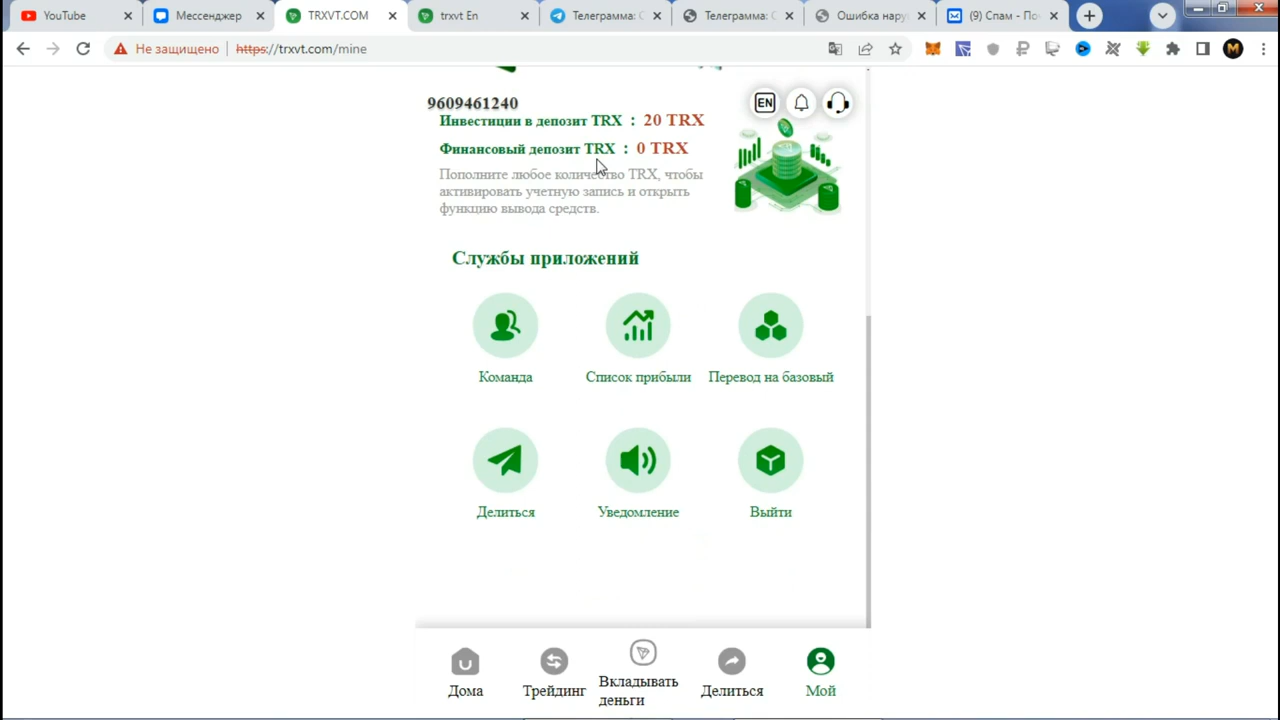 YouTube
Мессенджер
TRXVT.COM
trxvt En
Телеграмма: С
Телеграмма: С
Ошибка нару
(9) Спам - По
Не защищено
https://trxvt.com/mine
9609461240
EN
Инвестиции в депозит TRX : 20 TRX
Финансовый депозит TRX : 0 TRX
Пополните любое количество TRX, чтобы
активировать учетную запись и открыть
функцию вывода средств.
Службы приложений
Команда
Список прибыли
Перевод на базовый
Делиться
Уведомление
Выйти
Дома
Трейдинг
Вкладывать
деньги
Делиться
Мой